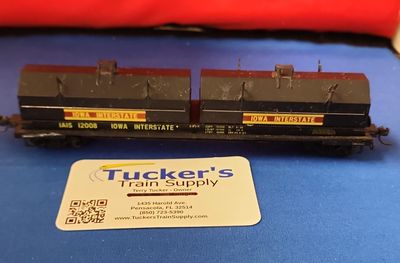 IOWA INTERSTATE
IOWA INTERSTATE
IAIS 12008 IOWA INTERSTATE
Tucker's
Train Supply
Terry Tucker - Owner
1435 Harold Ave.
Pensacola, FL 32514
(850) 723-5390
www.TuckersTrainSupply.com